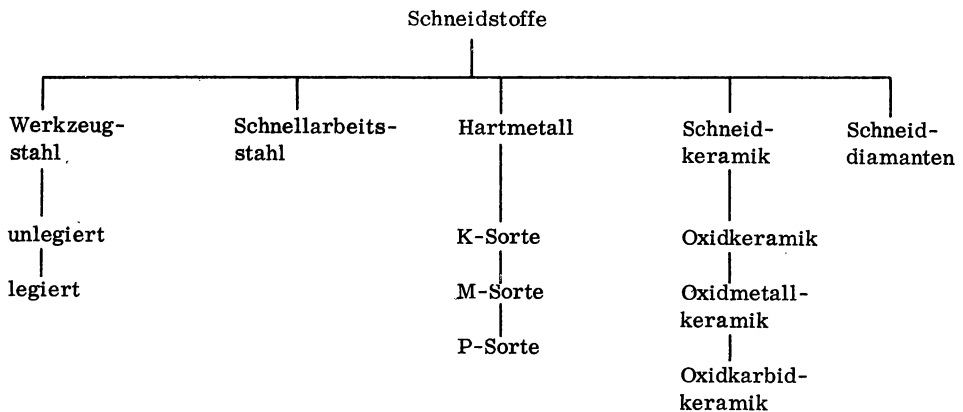 Schneidstoffe
Werkzeug-
stahl
Schnellarbeits-
stahl
Hartmetall
Schneid-
keramik
Schneid-
diamanten
unlegiert
legiert
K-Sorte
M-Sorte
P-Sorte
Oxidkeramik
Oxidmetall-
keramik
Oxidkarbid-
keramik